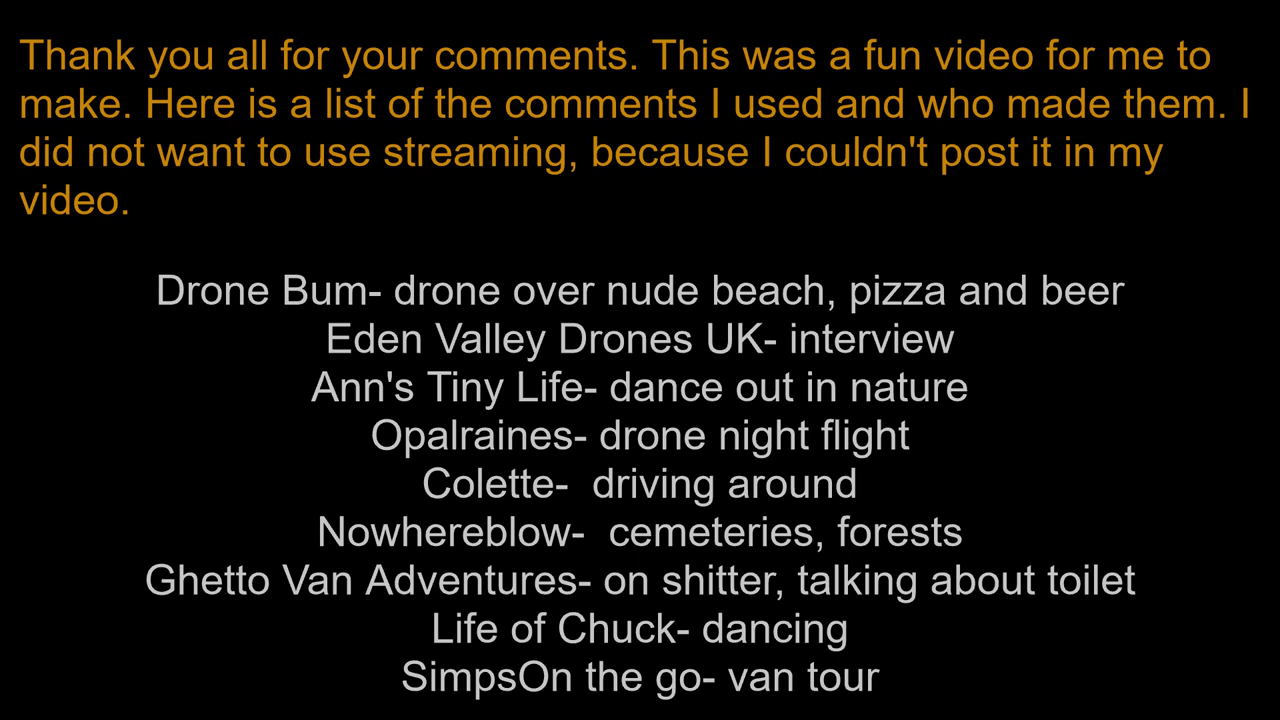 Thank you all for your comments. This was a fun video for me to
make. Here is a list of the comments I used and who made them. I
did not want to use streaming, because I couldn't post it in my
video.
Drone Bum- drone over nude beach, pizza and beer
Eden Valley Drones UK- interview
Ann's Tiny Life- dance out in nature
Opalraines- drone night flight
Colette-  driving around
Nowhereblow-  cemeteries, forests
Ghetto Van Adventures- on shitter, talking about toilet
Life of Chuck- dancing
SimpsOn the go- van tour